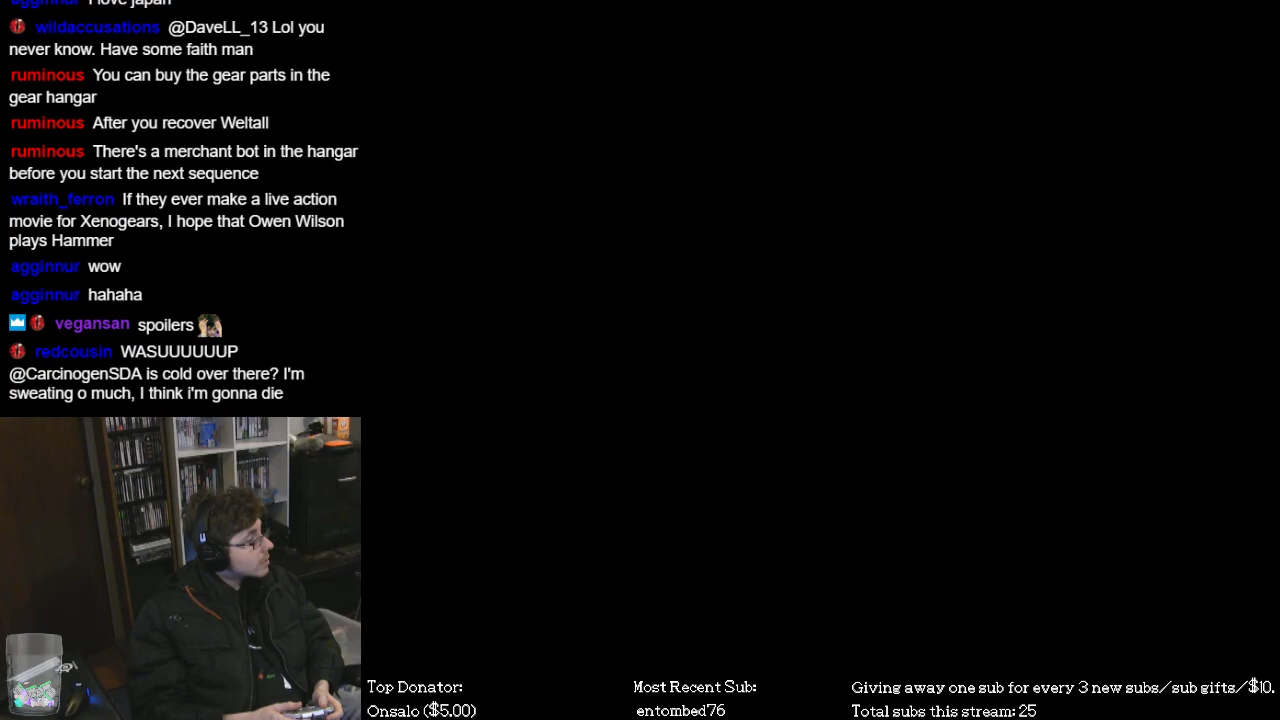 wildaccusations @DaveLL_13 Lol you
never know. Have some faith man
ruminous You can buy the gear parts in the
gear hangar
ruminous After you recover Weltall
ruminous There's a merchant bot in the hangar
before you start the next sequence
wraith_ferron If they ever make a live action
movie for Xenogears, I hope that Owen Wilson
plays Hammer
agginnur wow
agginnur hahaha
vegansan spoilers
redcousin WASUUUUUUP
@CarcinogenSDA is cold over there? I'm
sweating o much, I think i'm gonna die
Top Donator:
Onsalo ($5.00)
Most Recent Sub:
entombed76
Giving away one sub for every 3 new subs/sub gifts/$10.
Total subs this stream: 25